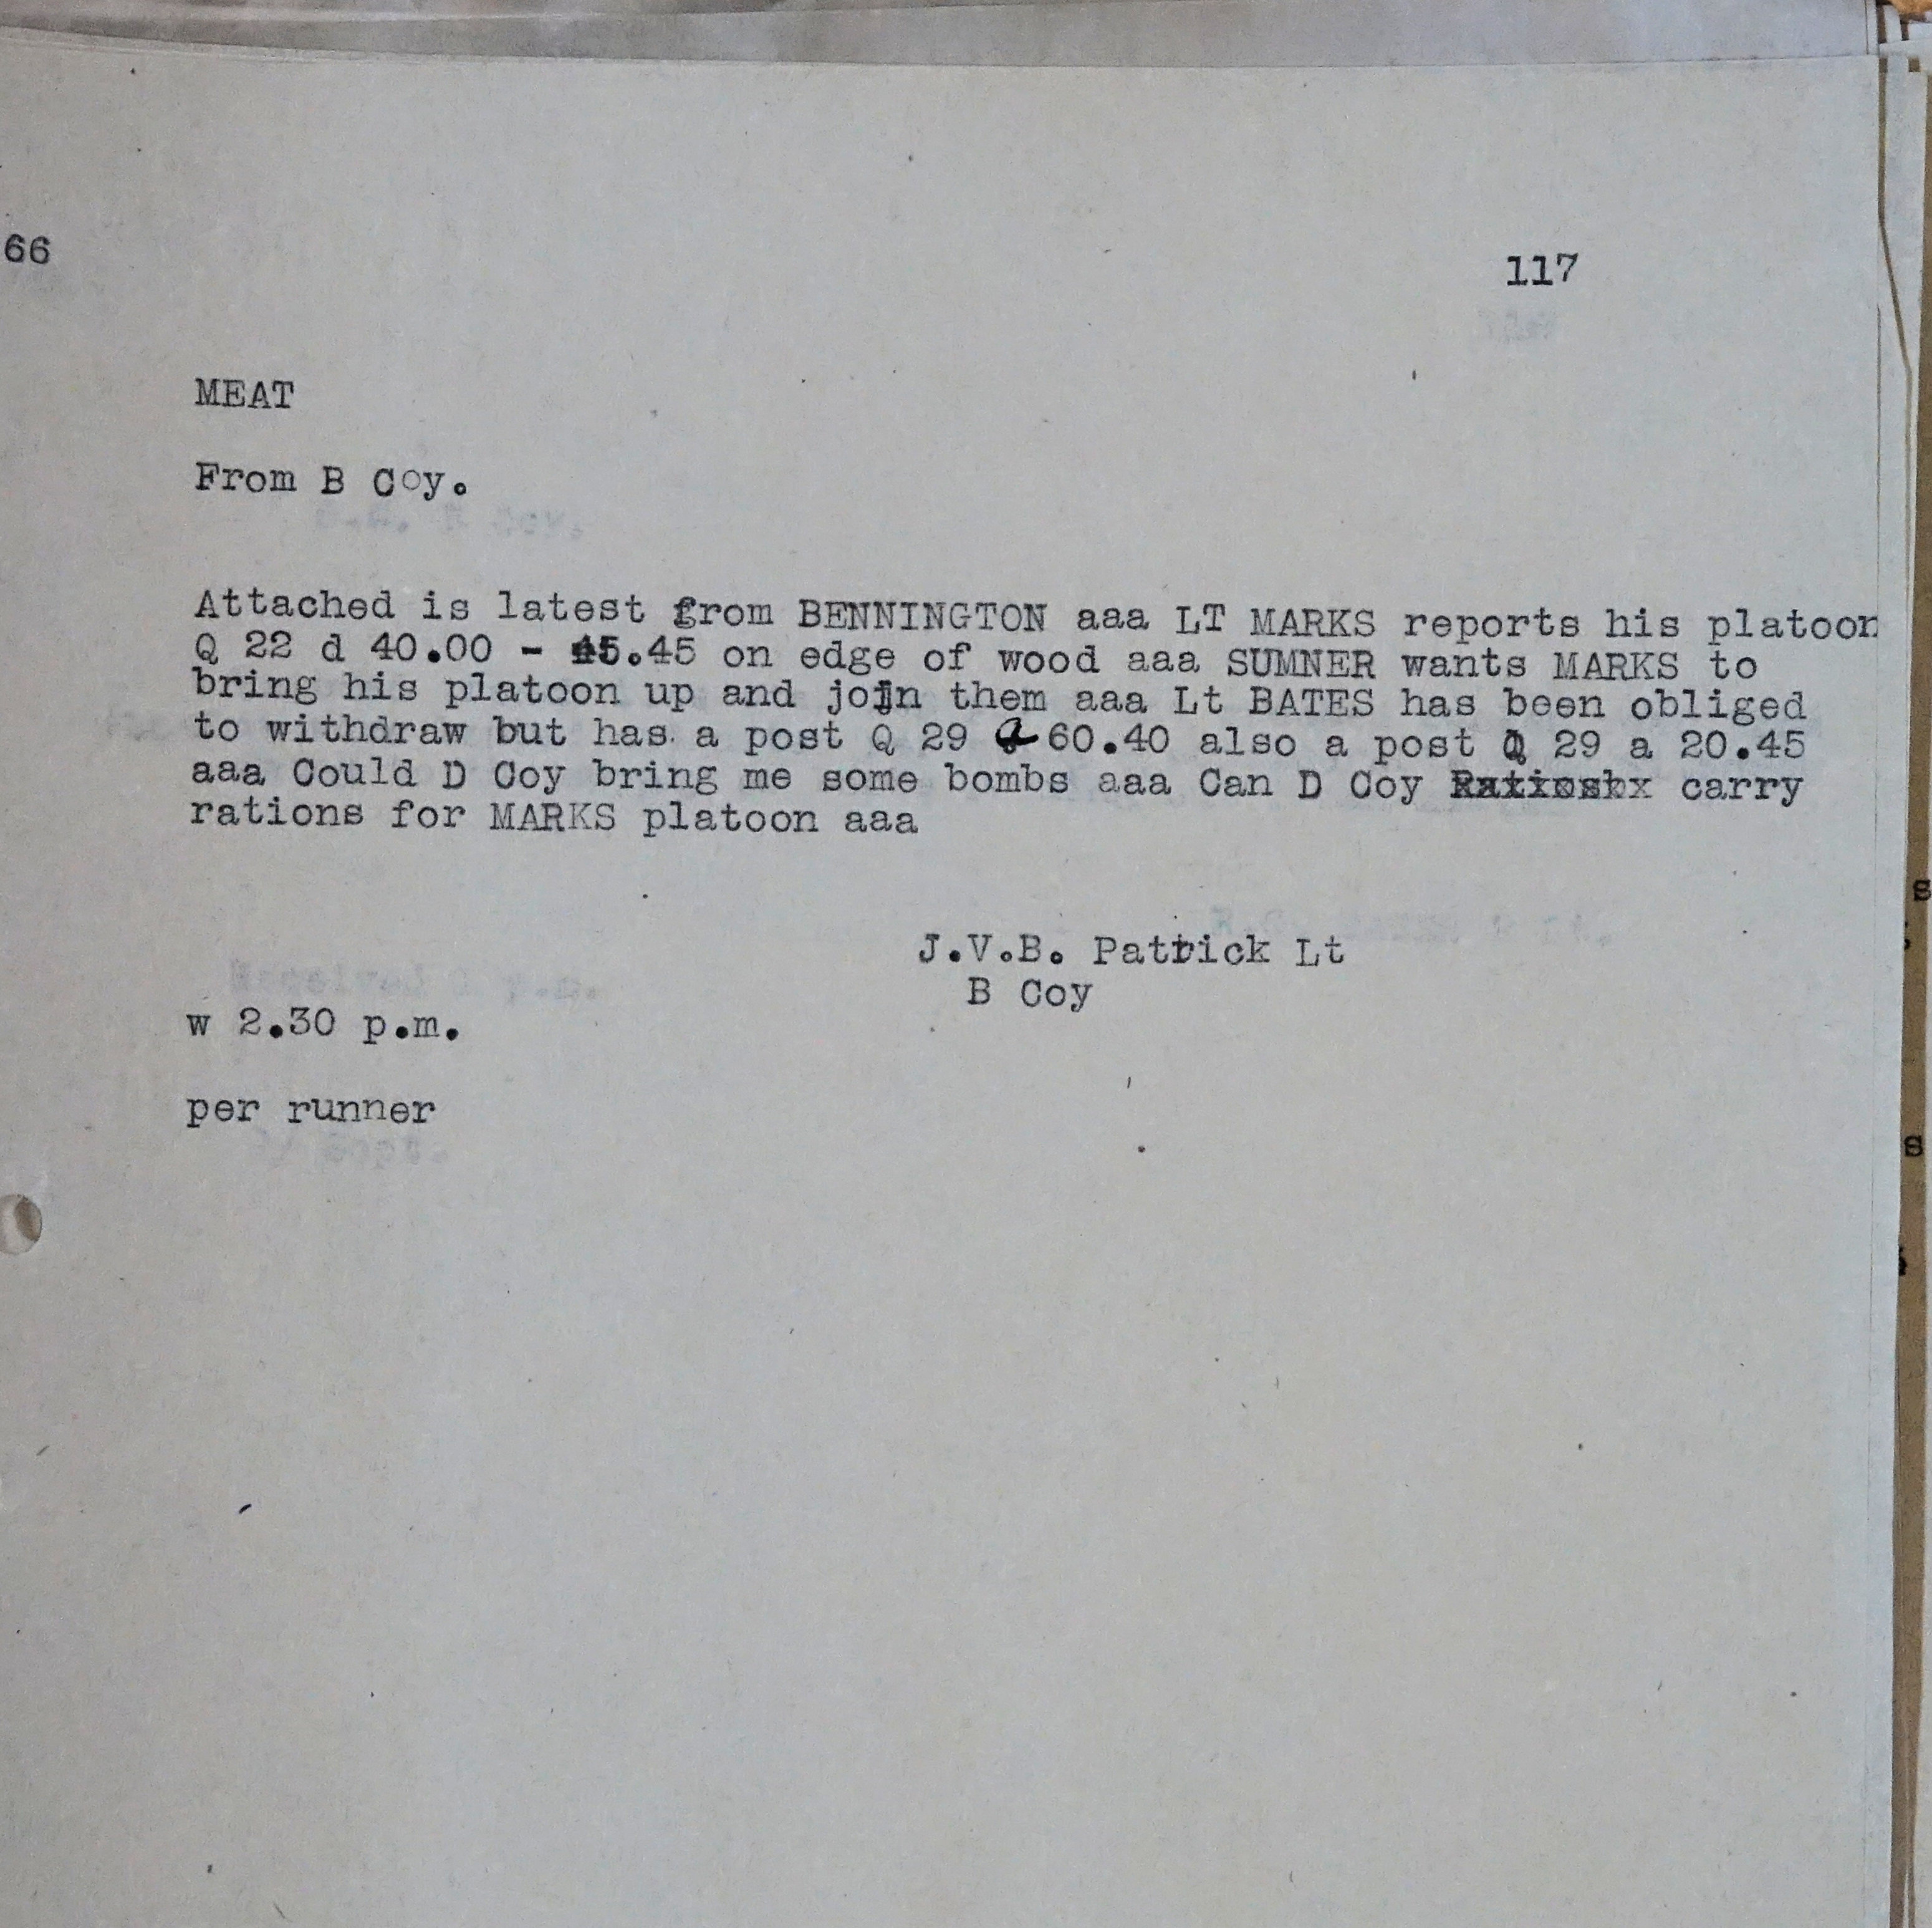 66
117
MEAT
From B Coy.
Attached is latest from BENNINGTON aaa LT MARKS reports his platoon
Q 22 d 40.00 - 45.45 on edge of wood aaa SUMNER wants MARKS to
bring his platoon up and join them aaa Lt BATES has been obliged
to withdraw but has a post Q 29 60.40 also a post Q 29 a 20.45
aaa Could D Coy bring me some bombs aaa Can D Coy carry
rations for MARKS platoon aaa
J.V.B. Patrick Lt
B Coy
w 2.30 p.m.
per runner
s
s